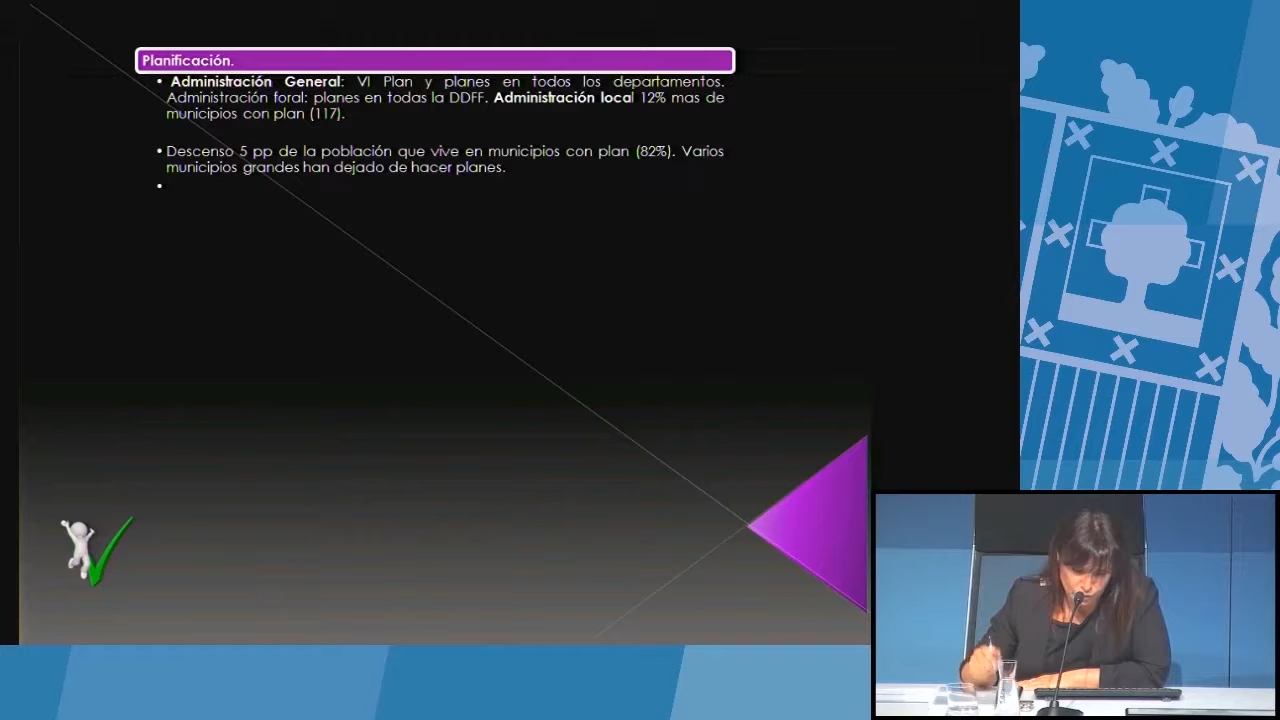 Planificación.
• Administración General: VI Plan y planes en todos los departamentos.
Administración foral: planes en todas la DDFF. Administración local 12% mas de
municipios con plan (117).
• Descenso 5 pp de la población que vive en municipios con plan (82%). Varios
municipios grandes han dejado de hacer planes.
•